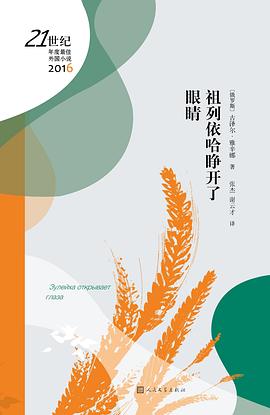 21世纪
年度最佳
外国小说
2016
祖列依哈睁开了
眼睛
〔俄罗斯〕古泽尔·雅辛娜 著
张杰 谢云才 译
Зулейха открывает
глаза
人民文学出版社